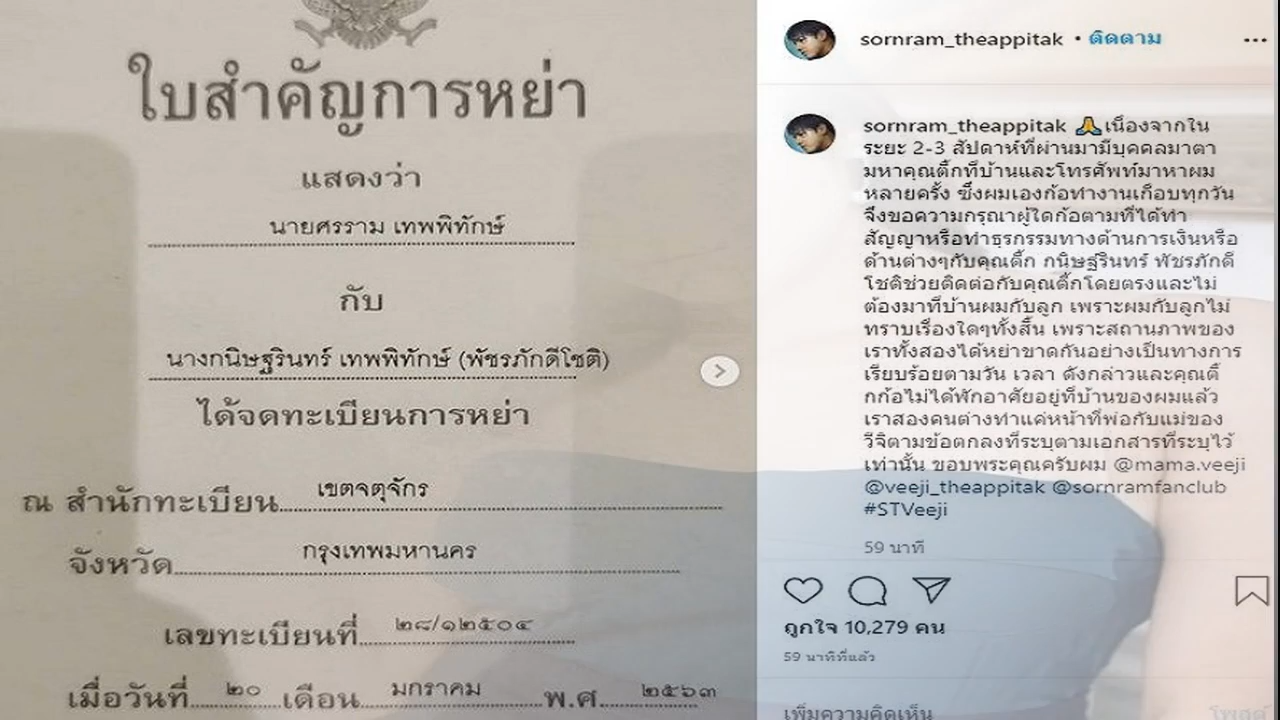 ใบสำคัญการหย่า
แสดงว่า
นายศรราม เทพพิทักษ์
กับ
นางกนิษฐรินทร์ เทพพิทักษ์ (พัชรภักดีโชติ)
ได้จดทะเบียนการหย่า
ณ สำนักทะเบียน เขตจตุจักร
จังหวัด กรุงเทพมหานคร
เลขทะเบียนที่ ๒๘/๑๒๕๐๔
เมื่อวันที่ ๒๐ เดือน มกราคม พ.ศ. ๒๕๖๓
sornram_theappitak • ติดตาม
sornram_theappitak 🙏เนื่องจากใน
ระยะ 2-3 สัปดาห์ที่ผ่านมามีบุคคลมาตา
มหาคุณติ๊กที่บ้านและโทรศัพท์มาหาผม
หลายครั้ง ซึ่งผมเองก้อทำงานเกือบทุกวัน
จึงขอความกรุณาผู้ใดก้อตามที่ได้ทำ
สัญญาหรือทำธุรกรรมทางด้านการเงินหรือ
ด้านต่างๆกับคุณติ๊ก กนิษฐ์รินทร์ พัชรภักดี
โชติช่วยติดต่อกับคุณติ๊กโดยตรงและไม่
ต้องมาที่บ้านผมกับลูก เพราะผมกับลูกไม่
ทราบเรื่องใดๆทั้งสิ้น เพราะสถานภาพของ
เราทั้งสองได้หย่าขาดกันอย่างเป็นทางการ
เรียบร้อยตามวัน เวลา ดังกล่าวและคุณติ๊
กก้อไม่ได้พักอาศัยอยู่ที่บ้านของผมแล้ว
เราสองคนต่างทำแค่หน้าที่พ่อกับแม่ของ
วีจิตามข้อตกลงที่ระบุตามเอกสารที่ระบุไว้
เท่านั้น ขอบพระคุณครับผม @mama.veeji
@veeji_theappitak @sornramfanclub
#STVeeji
59 นาที
ถูกใจ 10,279 คน
59 นาทีที่แล้ว
เพิ่มความคิดเห็น
โพสต์